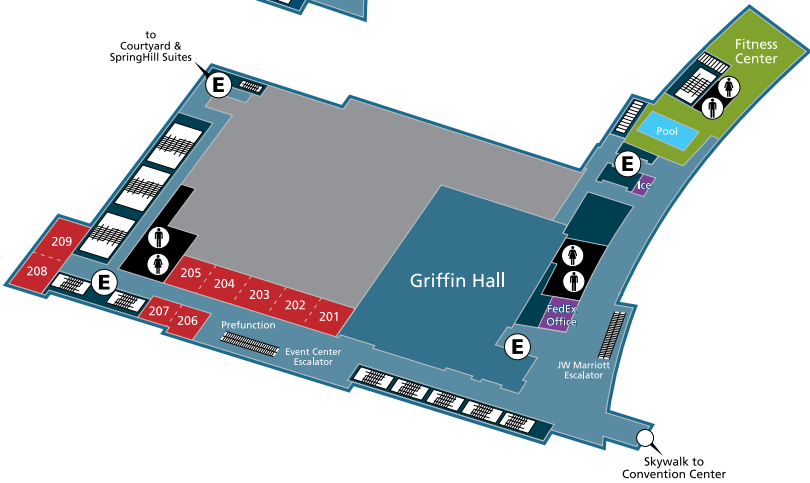 to
Courtyard &
SpringHill Suites
E
Fitness
Center
Pool
E
Ice
209
208
E
205
204
203
202
201
207
206
Prefunction
Event Center
Escalator
Griffin Hall
FedEx
Office
E
JW Marriott
Escalator
Skywalk to
Convention Center